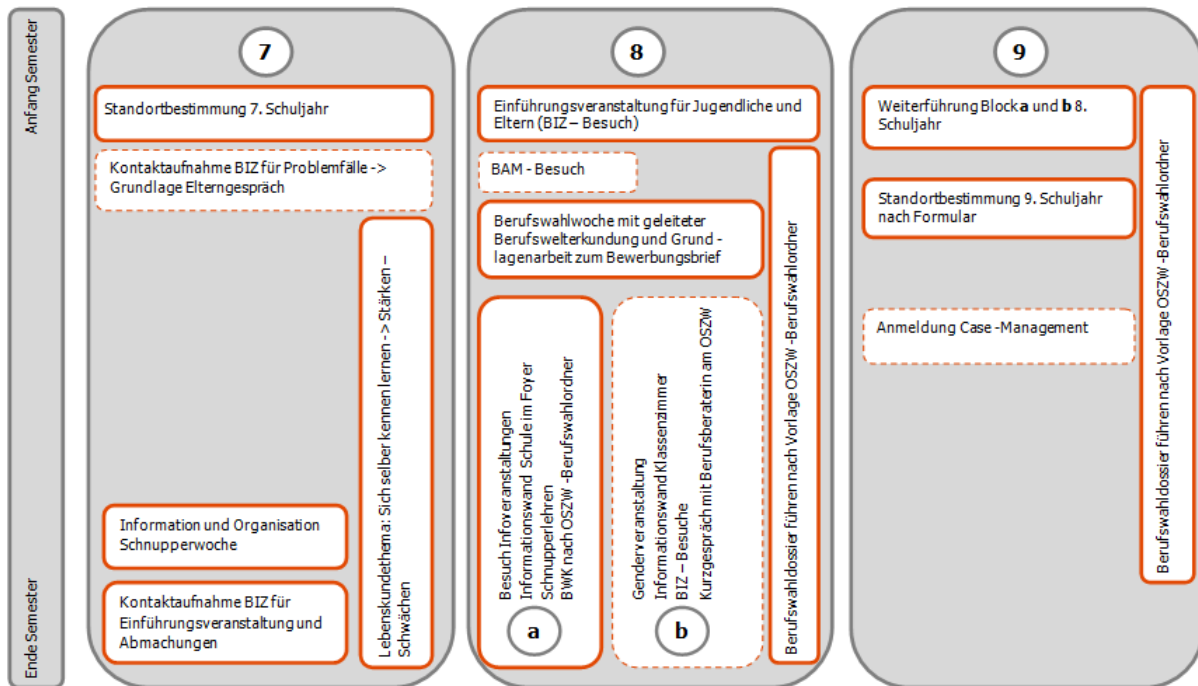 Anfang Semester
Ende Semester
7
Standortbestimmung 7. Schuljahr
Kontaktaufnahme BIZ für Problemfälle ->
Grundlage Elterngespräch
Lebenskundethema: Sich selber kennen lernen -> Stärken –
Schwächen
Information und Organisation
Schnupperwoche
Kontaktaufnahme BIZ für
Einführungsveranstaltung und
Abmachungen
8
Einführungsveranstaltung für Jugendliche und
Eltern (BIZ – Besuch)
BAM - Besuch
Berufswahlwoche mit geleiteter
Berufswelterkundung und Grund -
lagenarbeit zum Bewerbungsbrief
Besuch Infoveranstaltungen
Informationswand Schule im Foyer
Schnupperlehren
BWK nach OSZW -Berufswahlordner
a
Genderveranstaltung
Informationswand Klassenzimmer
BIZ – Besuche
Kurzgespräch mit Berufsberaterin am OSZW
b
Berufswahldossier führen nach Vorlage OSZW -Berufswahlordner
9
Weiterführung Block a und b 8.
Schuljahr
Standortbestimmung 9. Schuljahr
nach Formular
Anmeldung Case -Management
Berufswahldossier führen nach Vorlage OSZW -Berufswahlordner